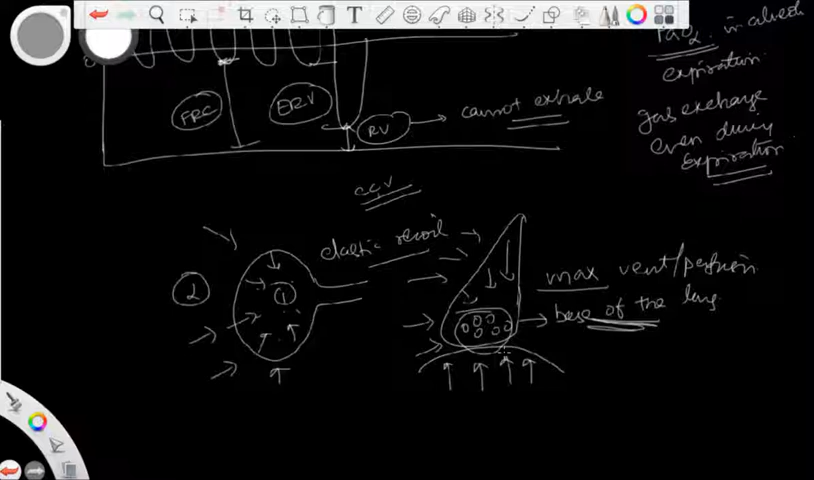 PaO2 in alveoli
expiration
gas exchange
even during
Expiration
FRC
ERV
RV
cannot exhale
elastic recoil
2
1
max vent/perfusion
base of the lung